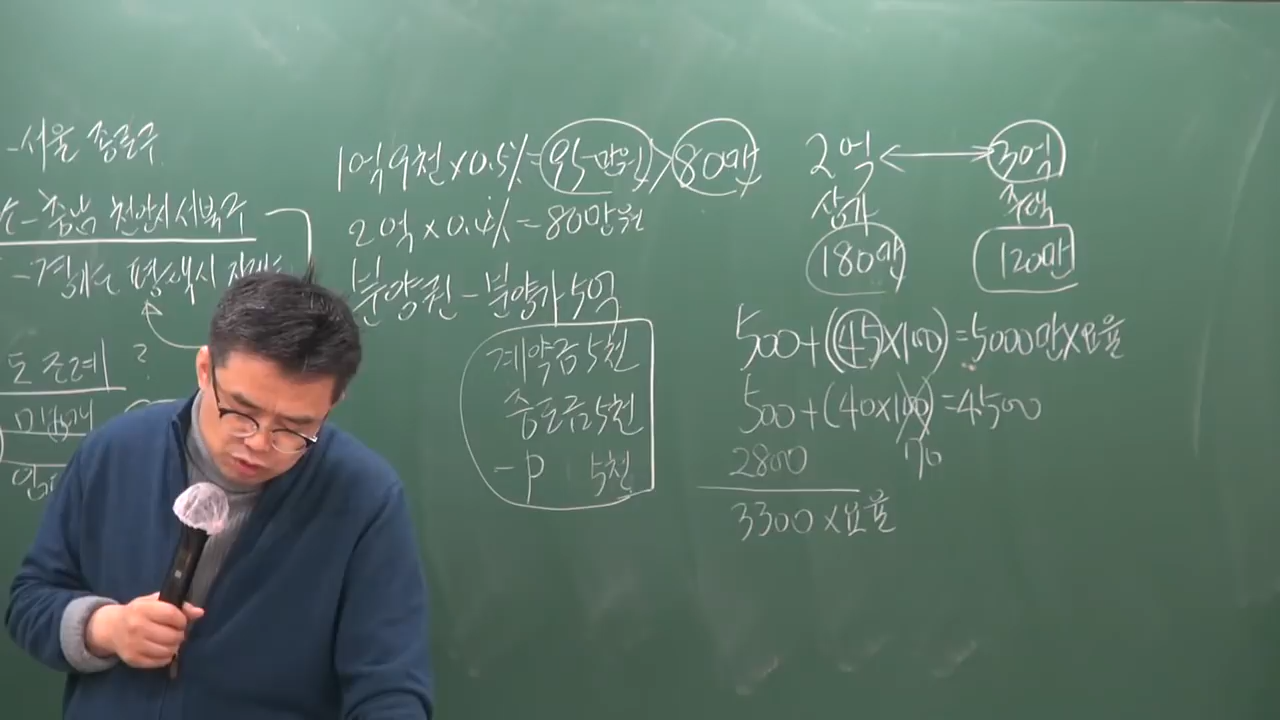 -서울 종로구
-충남 천안시 서북구
평택시
도 조례 ?
1억9천×0.5%=95만원>80만
2억×0.4%=80만원
분양권-분양가 5억
계약금 5천
중도금 5천
-P 5천
2억 ↔ 3억
상가 주택
180만 120만
500+(45×100)=5000만×요율
500+(40×100)=4500
70
2800
3300×요율